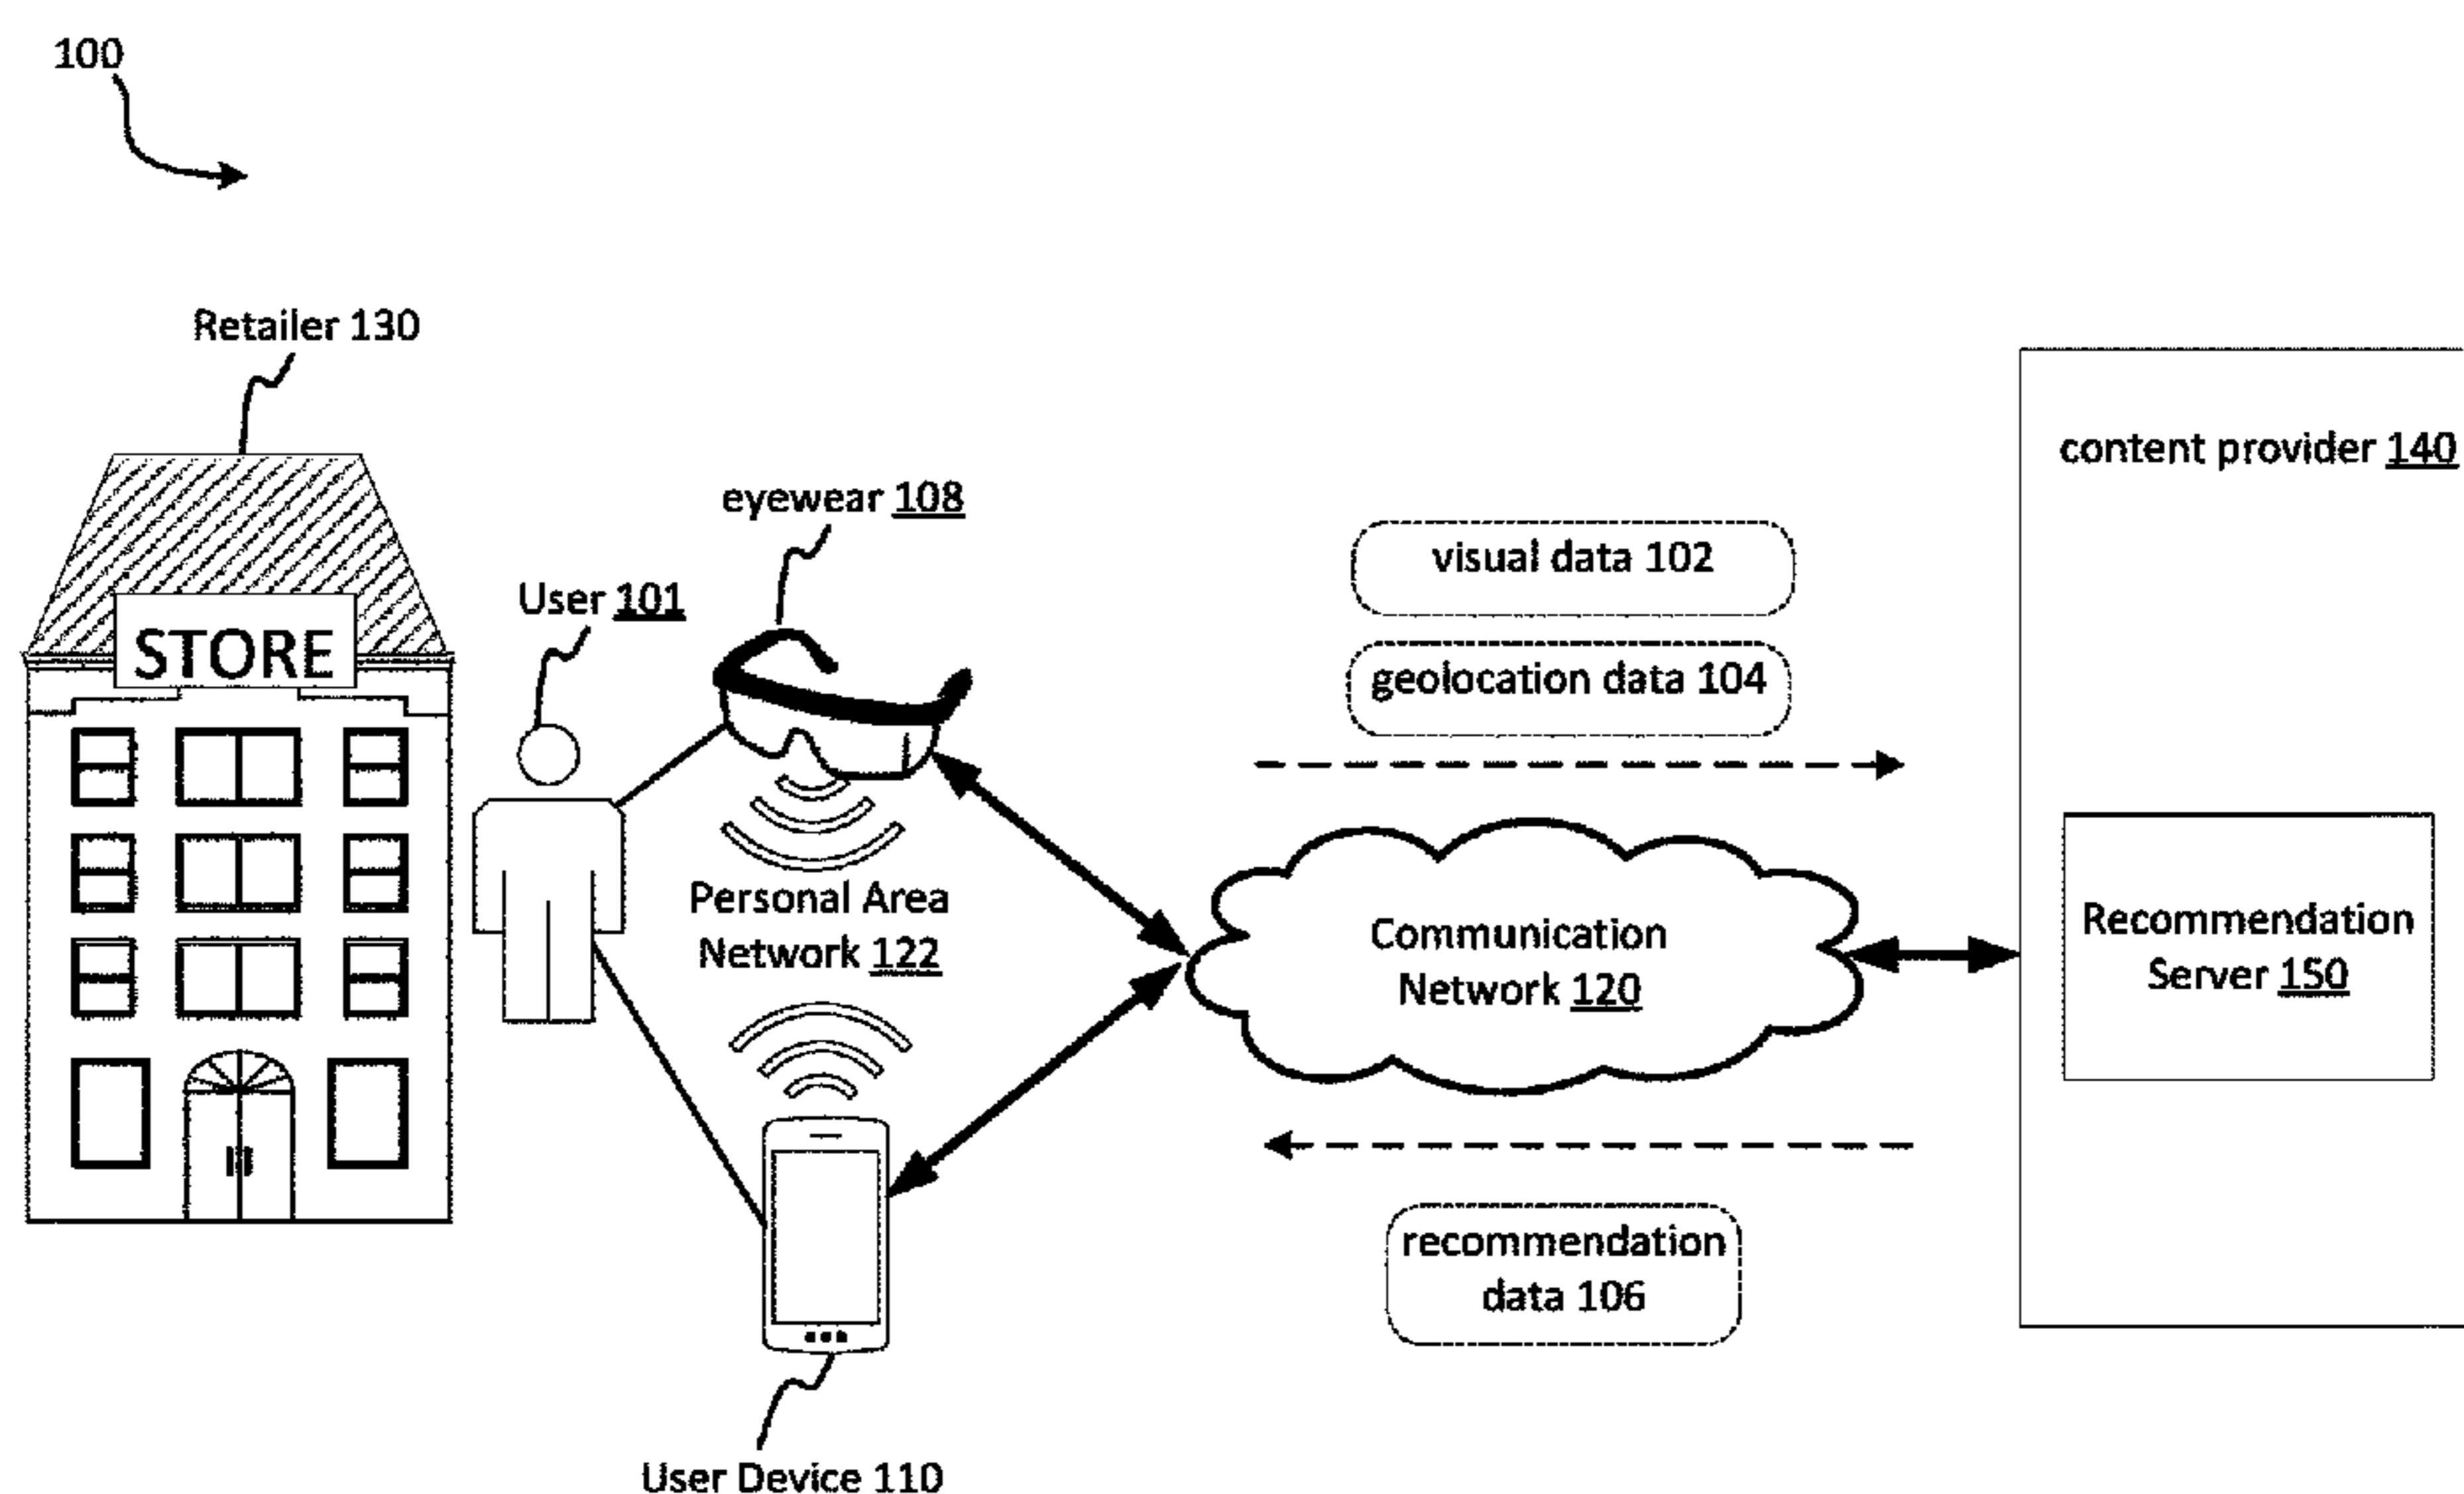 100
Retailer 130
STORE
User 101
eyewear 108
Personal Area
Network 122
User Device 110
visual data 102
geolocation data 104
Communication
Network 120
recommendation
data 106
content provider 140
Recommendation
Server 150